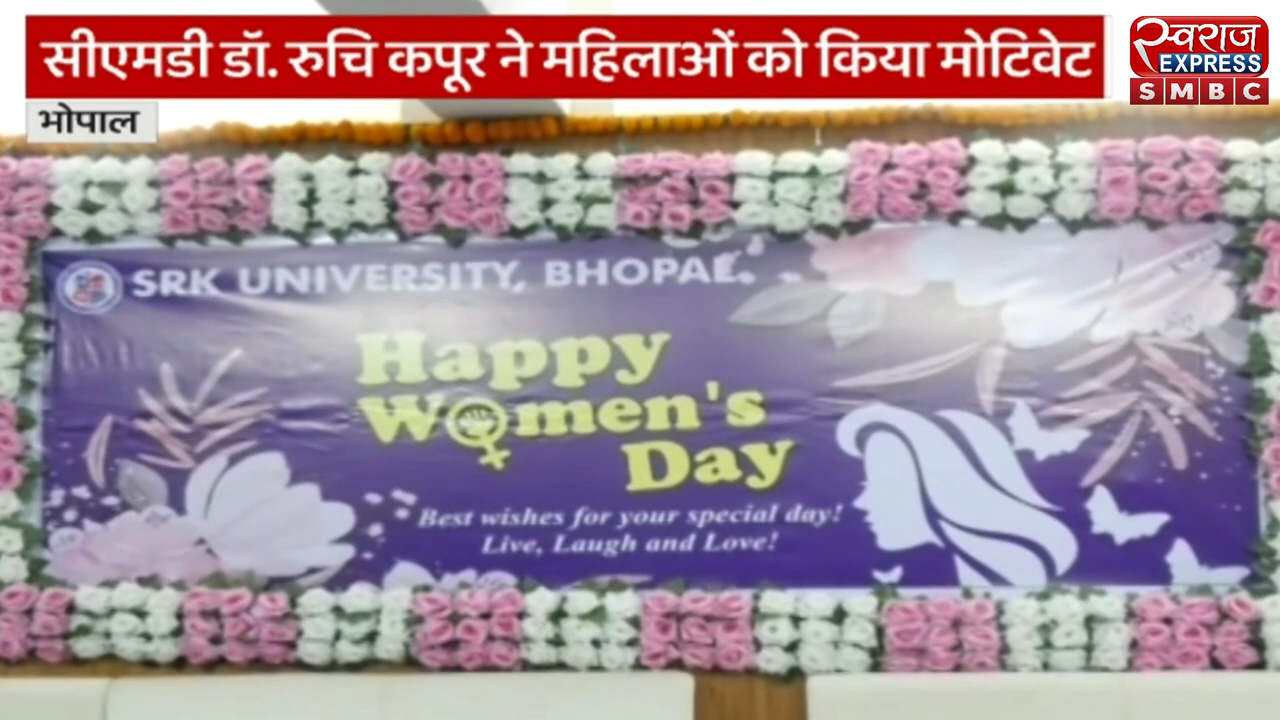 सीएमडी डॉ. रुचि कपूर ने महिलाओं को किया मोटिवेट
स्वराज
EXPRESS
SMBC
भोपाल
SRK UNIVERSITY, BHOPAL.
Happy
Women's
Day
Best wishes for your special day!
Live, Laugh and Love!